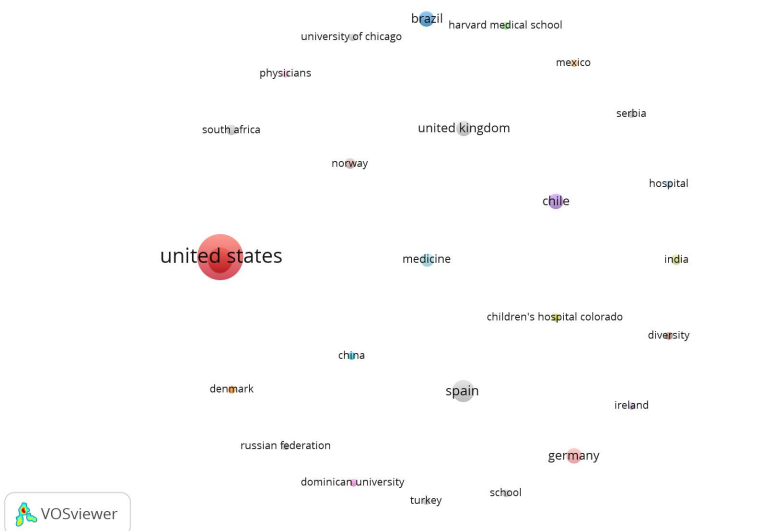 brazil
harvard medical school
university of chicago
mexico
physicians
serbia
south africa
united kingdom
norway
hospital
chile
united states
medicine
india
children's hospital colorado
diversity
china
denmark
spain
ireland
russian federation
germany
dominican university
school
turkey
VOSviewer